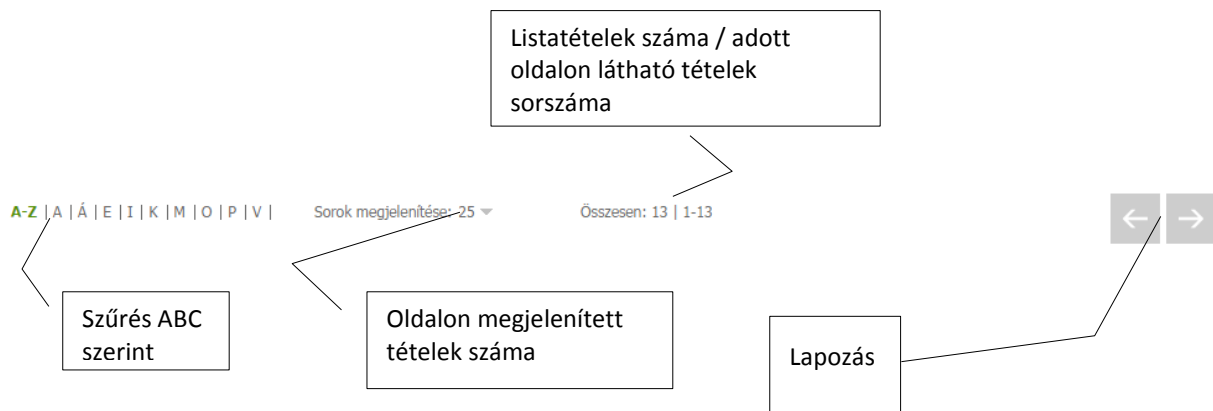 Listatételek száma / adott
oldalon látható tételek
sorszáma
A-Z | A | Á | E | I | K | M | O | P | V |
Sorok megjelenítése: 25
Összesen: 13 | 1-13
Szűrés ABC
szerint
Oldalon megjelenített
tételek száma
Lapozás